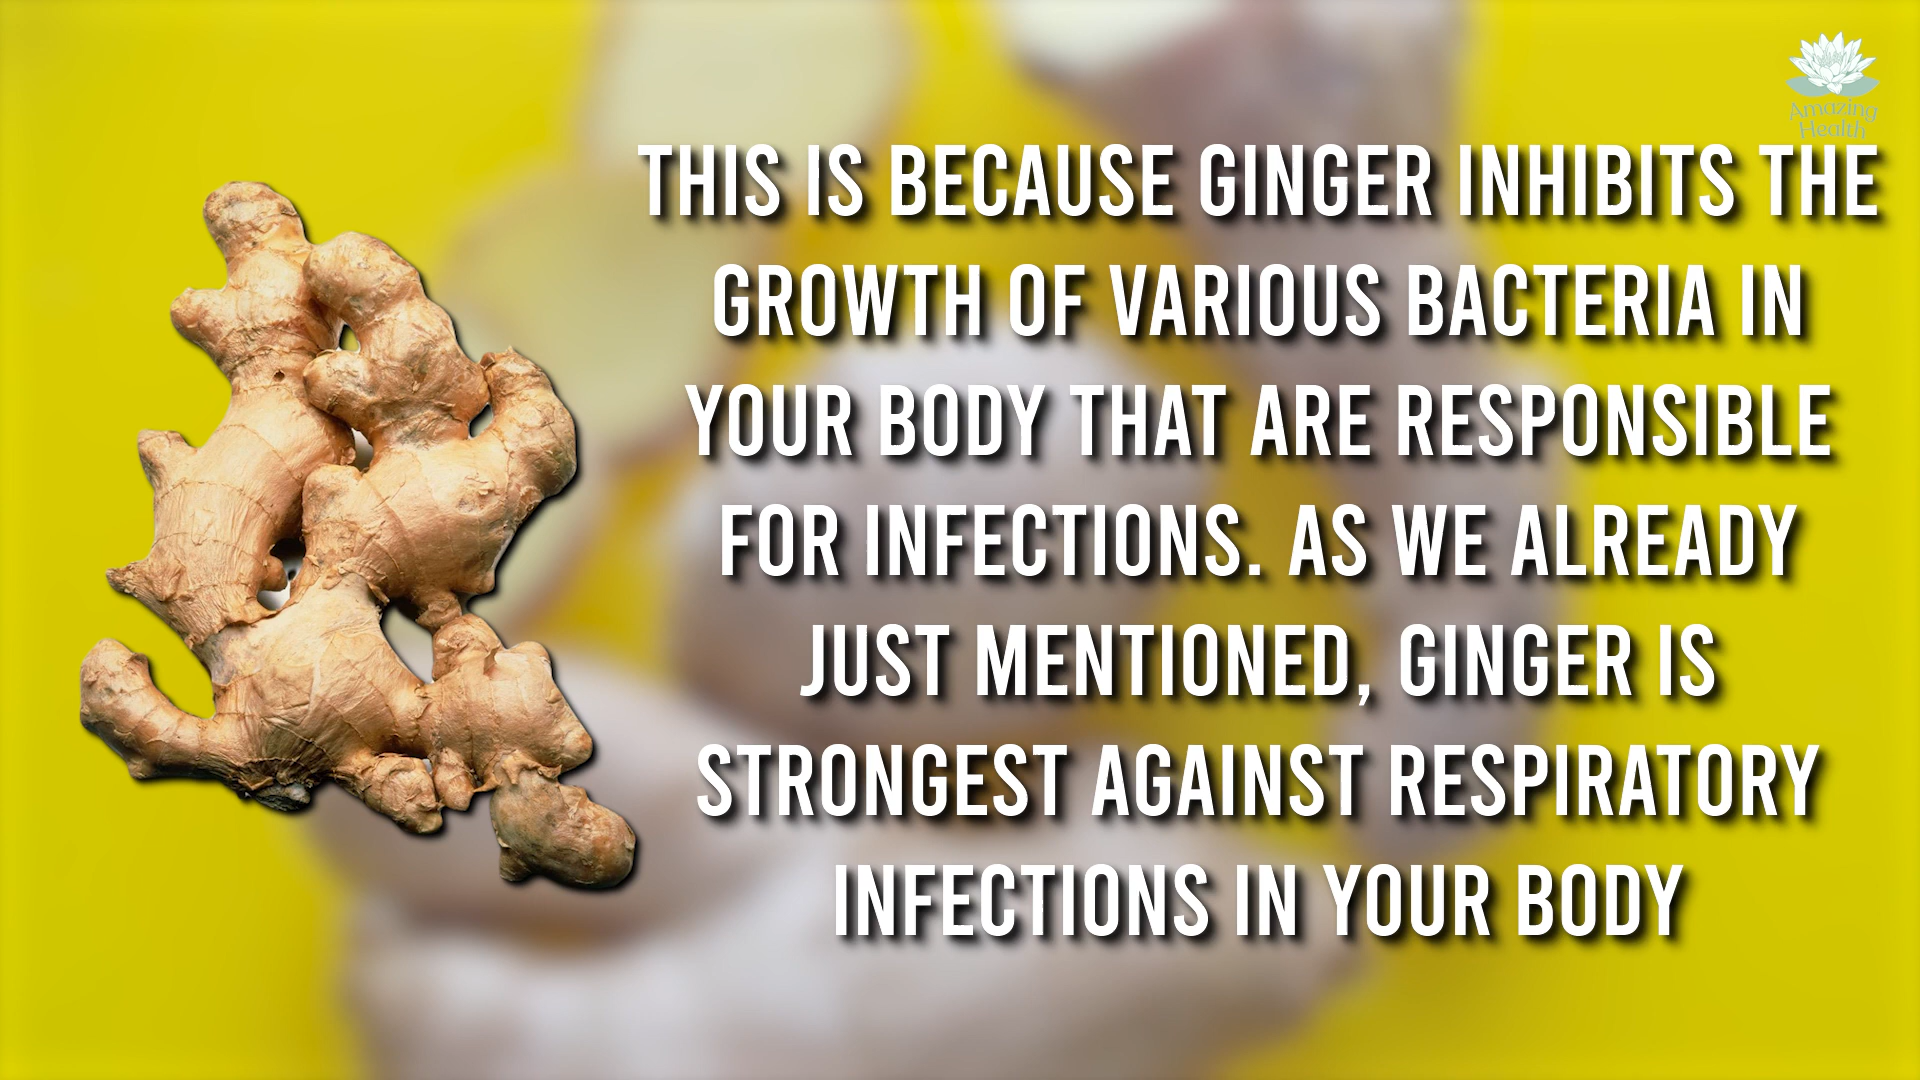 Amazing
Health
THIS IS BECAUSE GINGER INHIBITS THE
GROWTH OF VARIOUS BACTERIA IN
YOUR BODY THAT ARE RESPONSIBLE
FOR INFECTIONS. AS WE ALREADY
JUST MENTIONED, GINGER IS
STRONGEST AGAINST RESPIRATORY
INFECTIONS IN YOUR BODY